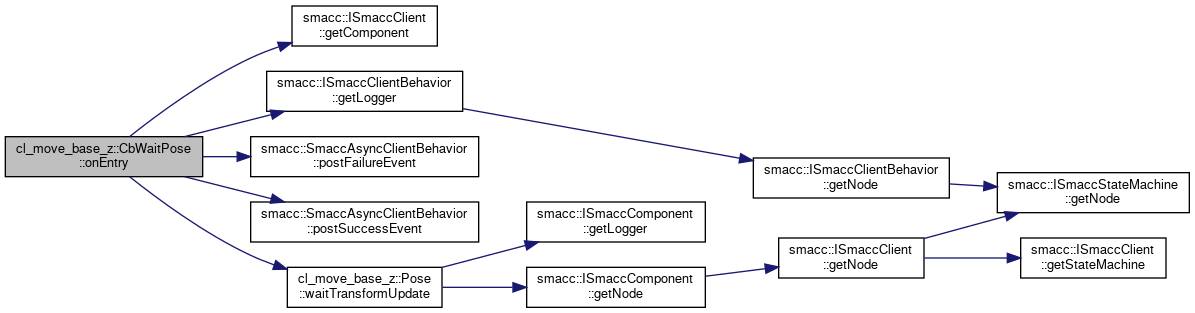 smacc::ISmaccClient
::getComponent
smacc::ISmaccClientBehavior
::getLogger
cl_move_base_z::CbWaitPose
::onEntry
smacc::SmaccAsyncClientBehavior
::postFailureEvent
smacc::ISmaccClientBehavior
::getNode
smacc::ISmaccStateMachine
::getNode
smacc::SmaccAsyncClientBehavior
::postSuccessEvent
smacc::ISmaccComponent
::getLogger
smacc::ISmaccClient
::getNode
smacc::ISmaccClient
::getStateMachine
cl_move_base_z::Pose
::waitTransformUpdate
smacc::ISmaccComponent
::getNode